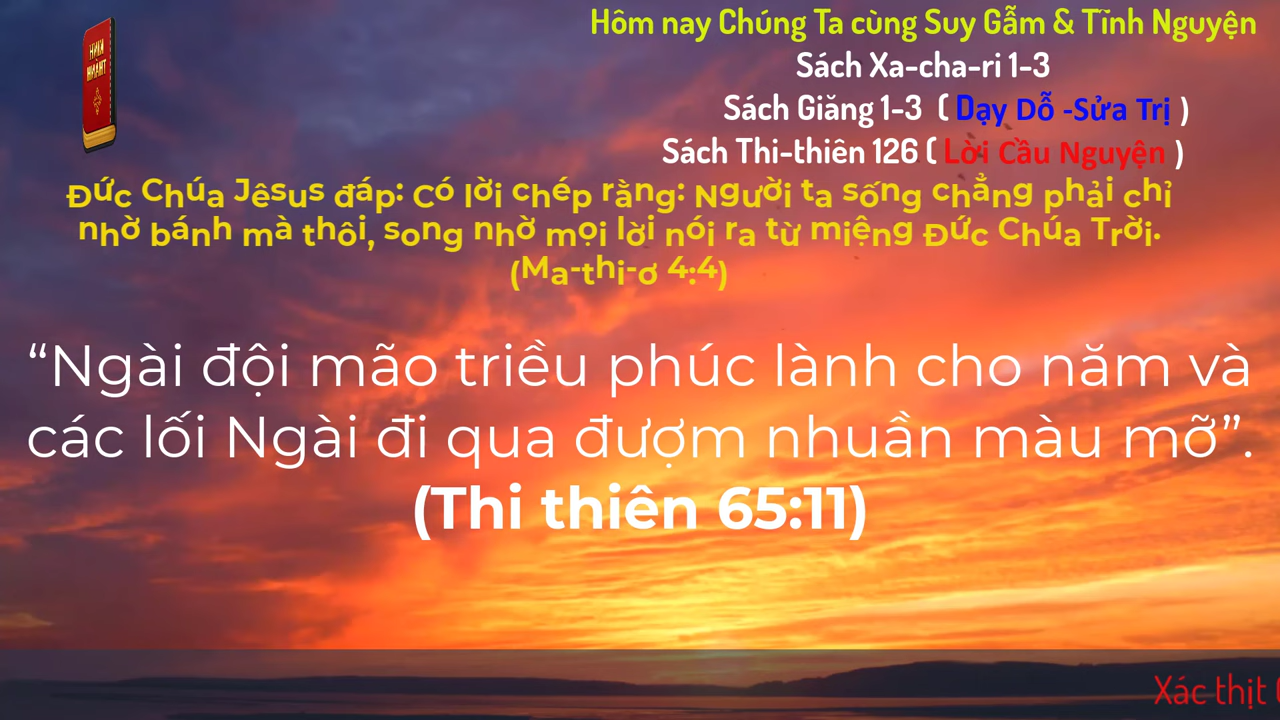 Hôm nay Chúng Ta cùng Suy Gẫm & Tĩnh Nguyện
Sách Xa-cha-ri 1-3
Sách Giăng 1-3 ( Dạy Dỗ -Sửa Trị )
Sách Thi-thiên 126 ( Lời Cầu Nguyện )
KINH
THÁNH
Đức Chúa Jêsus đáp: Có lời chép rằng: Người ta sống chẳng phải chỉ
nhờ bánh mà thôi, song nhờ mọi lời nói ra từ miệng Đức Chúa Trời.
(Ma-thi-ơ 4:4)
“Ngài đội mão triều phúc lành cho năm và
các lối Ngài đi qua đượm nhuần màu mỡ”.
(Thi thiên 65:11)
Xác thịt